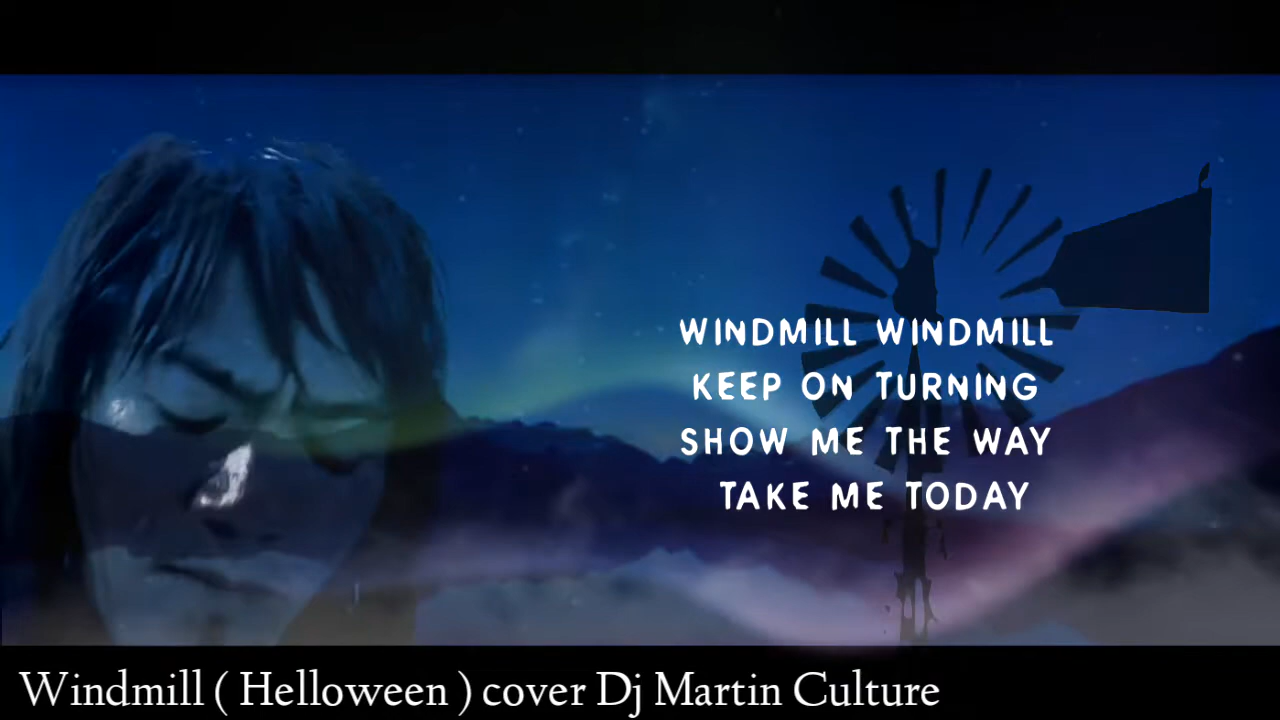 WINDMILL WINDMILL
KEEP ON TURNING
SHOW ME THE WAY
TAKE ME TODAY
Windmill ( Helloween ) cover Dj Martin Culture